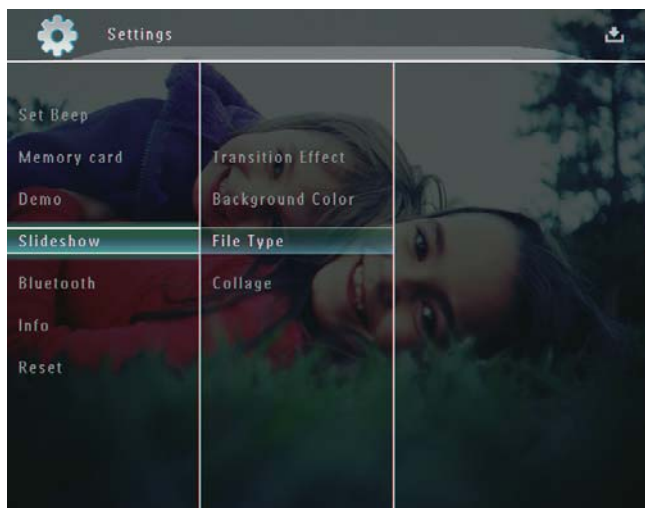 Settings
Set Beep
Memory card
Demo
Slideshow
Bluetooth
Info
Reset
Transition Effect
Background Color
File Type
Collage